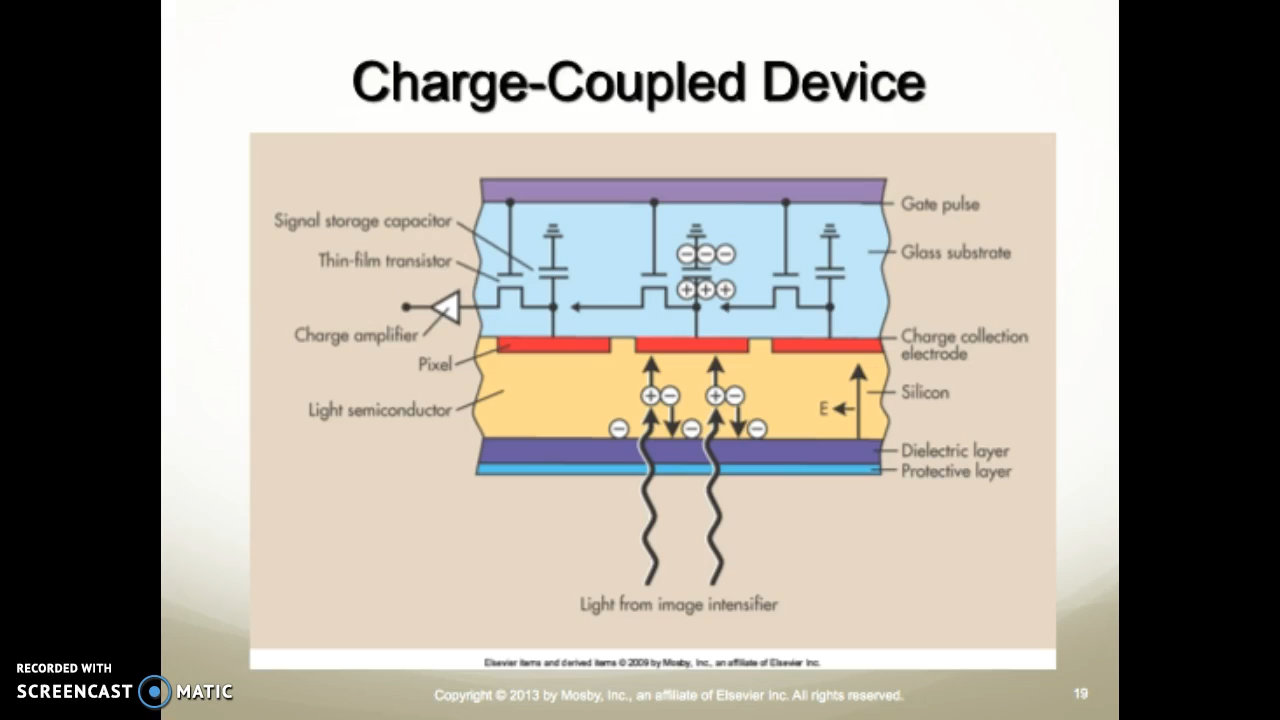 Charge-Coupled Device
Signal storage capacitor
Thin-film transistor
Charge amplifier
Pixel
Light semiconductor
Gate pulse
Glass substrate
Charge collection
electrode
Silicon
E
Dielectric layer
Protective layer
Light from image intensifier
Elsevier items and derived items © 2009 by Mosby, Inc., an affiliate of Elsevier Inc.
Copyright © 2013 by Mosby, Inc., an affiliate of Elsevier Inc. All rights reserved.
19
RECORDED WITH
SCREENCAST MATIC